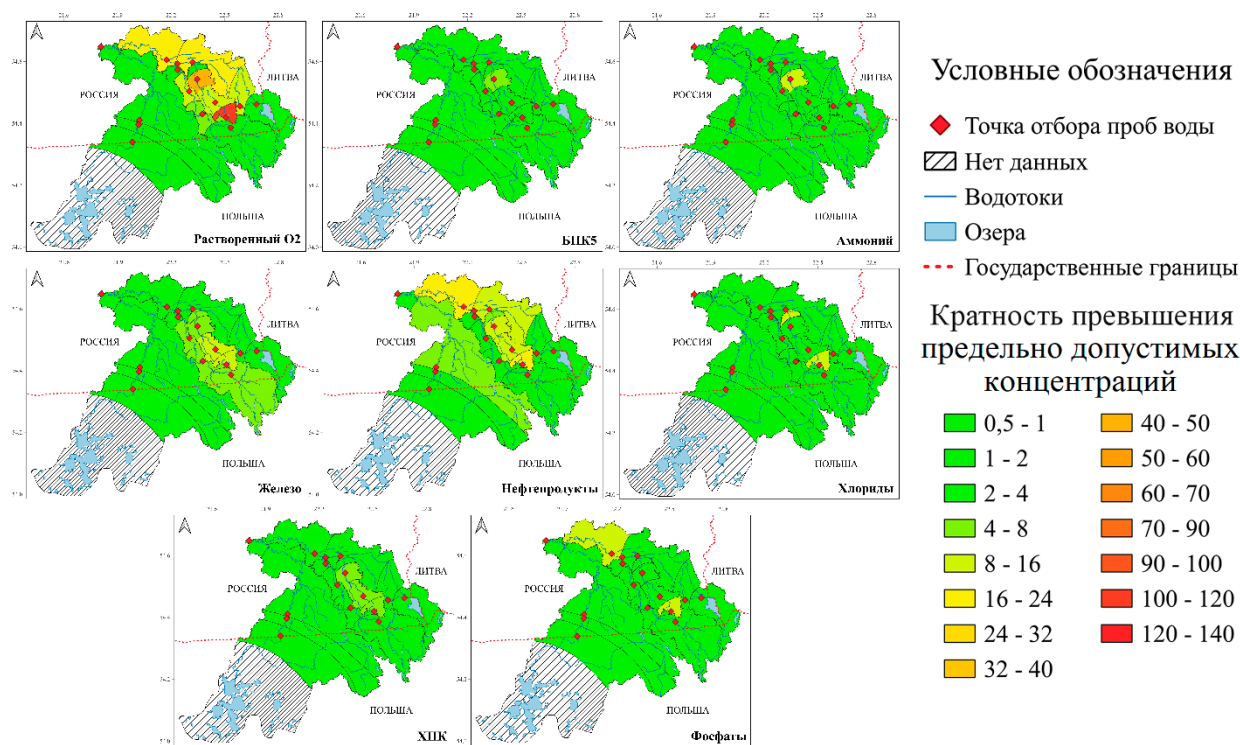 РОССИЯ
ЛИТВА
ПОЛЬША
Растворенный О2
РОССИЯ
ЛИТВА
ПОЛЬША
БПК5
РОССИЯ
ЛИТВА
ПОЛЬША
Аммоний
РОССИЯ
ЛИТВА
ПОЛЬША
Железо
РОССИЯ
ЛИТВА
ПОЛЬША
Нефтепродукты
РОССИЯ
ЛИТВА
ПОЛЬША
Хлориды
РОССИЯ
ЛИТВА
ПОЛЬША
ХПК
РОССИЯ
ЛИТВА
ПОЛЬША
Фосфаты
Условные обозначения
Точка отбора проб воды
Нет данных
Водотоки
Озера
Государственные границы
Кратность превышения
предельно допустимых
концентраций
0,5 - 1
1 - 2
2 - 4
4 - 8
8 - 16
16 - 24
24 - 32
32 - 40
40 - 50
50 - 60
60 - 70
70 - 90
90 - 100
100 - 120
120 - 140